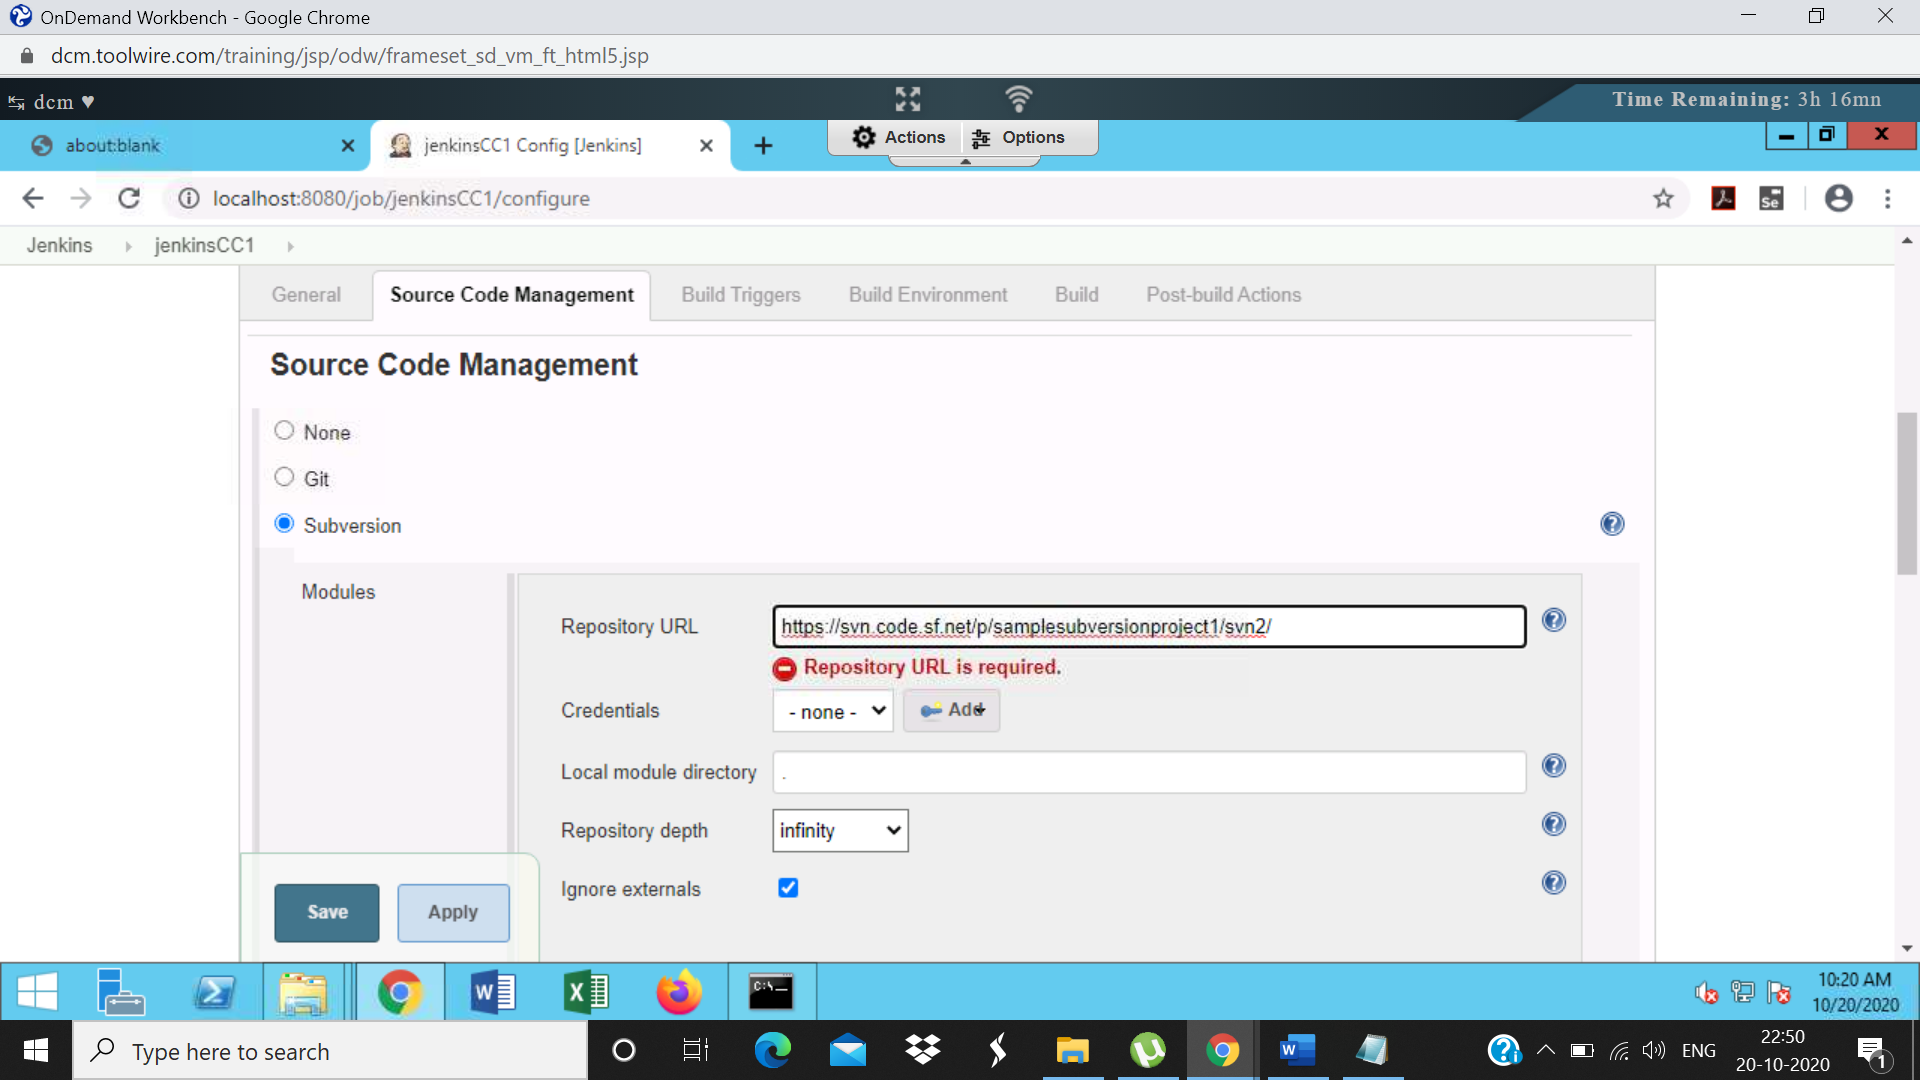 OnDemand Workbench - Google Chrome
dcm.toolwire.com/training/jsp/odw/frameset_sd_vm_ft_html5.jsp
dcm ♥
Time Remaining: 3h 16mn
about:blank
jenkinsCC1 Config [Jenkins]
Actions
Options
localhost:8080/job/jenkinsCC1/configure
Se
Jenkins
jenkinsCC1
General
Source Code Management
Build Triggers
Build Environment
Build
Post-build Actions
Source Code Management
None
Git
Subversion
Modules
Repository URL
https://svn.code.sf.net/p/samplesubversionproject1/svn2/
Repository URL is required.
Credentials
- none -
Add
Local module directory
.
Repository depth
infinity
Ignore externals
Save
Apply
10:20 AM
10/20/2020
Type here to search
ENG
22:50
20-10-2020
1